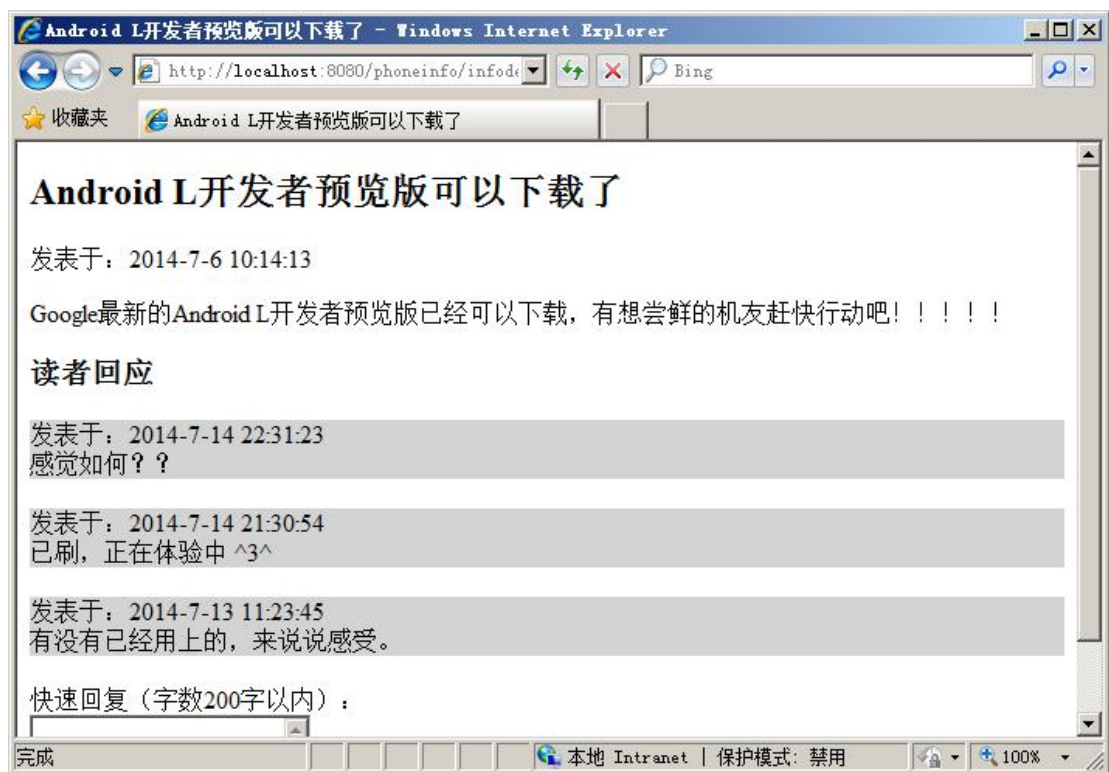 Android L开发者预览版可以下载了 - Windows Internet Explorer
http://localhost:8080/phoneinfo/infode
Bing
收藏夹
Android L开发者预览版可以下载了
Android L开发者预览版可以下载了
发表于：2014-7-6 10:14:13
Google最新的Android L开发者预览版已经可以下载，有想尝鲜的机友赶快行动吧！！！！！
读者回应
发表于：2014-7-14 22:31:23
感觉如何？？
发表于：2014-7-14 21:30:54
已刷，正在体验中 ^3^
发表于：2014-7-13 11:23:45
有没有已经用上的，来说说感受。
快速回复（字数200字以内）：
完成
本地 Intranet | 保护模式: 禁用
100%